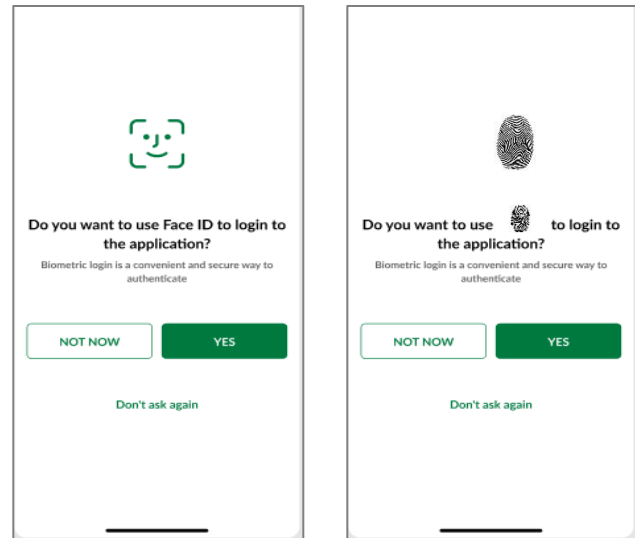 Do you want to use Face ID to login to
the application?
Biometric login is a convenient and secure way to
authenticate
NOT NOW
YES
Don't ask again
Do you want to use to login to
the application?
Biometric login is a convenient and secure way to
authenticate
NOT NOW
YES
Don't ask again